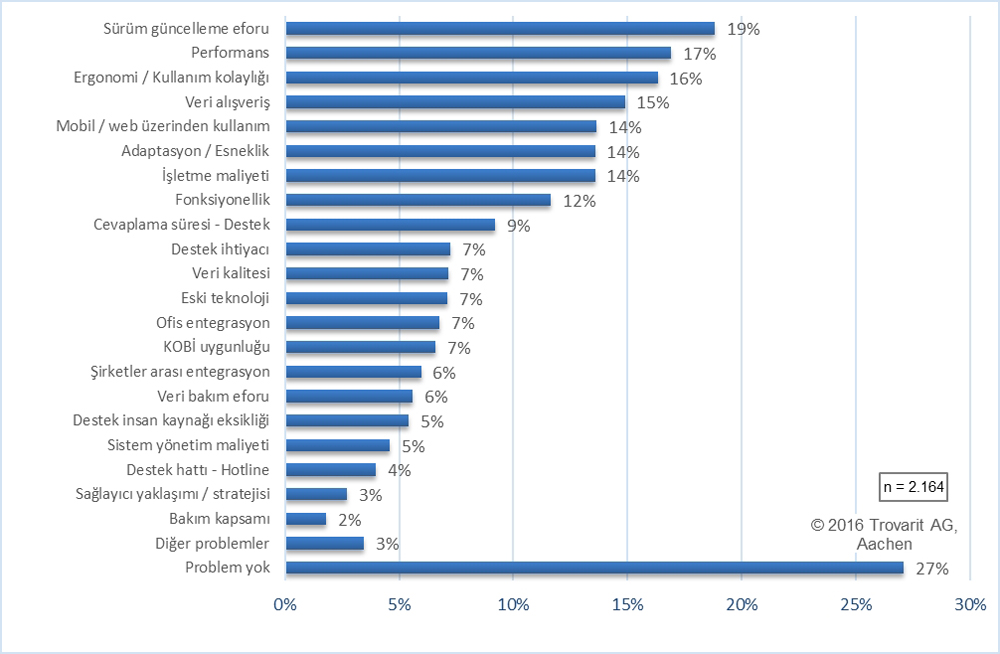 Sürüm güncelleme eforu 19%
Performans 17%
Ergonomi / Kullanım kolaylığı 16%
Veri alışveriş 15%
Mobil / web üzerinden kullanım 14%
Adaptasyon / Esneklik 14%
İşletme maliyeti 14%
Fonksiyonellik 12%
Cevaplama süresi - Destek 9%
Destek ihtiyacı 7%
Veri kalitesi 7%
Eski teknoloji 7%
Ofis entegrasyon 7%
KOBİ uygunluğu 7%
Şirketler arası entegrasyon 6%
Veri bakım eforu 6%
Destek insan kaynağı eksikliği 5%
Sistem yönetim maliyeti 5%
Destek hattı - Hotline 4%
Sağlayıcı yaklaşımı / stratejisi 3%
Bakım kapsamı 2%
Diğer problemler 3%
Problem yok 27%
n = 2.164
© 2016 Trovarit AG,
Aachen
0% 5% 10% 15% 20% 25% 30%